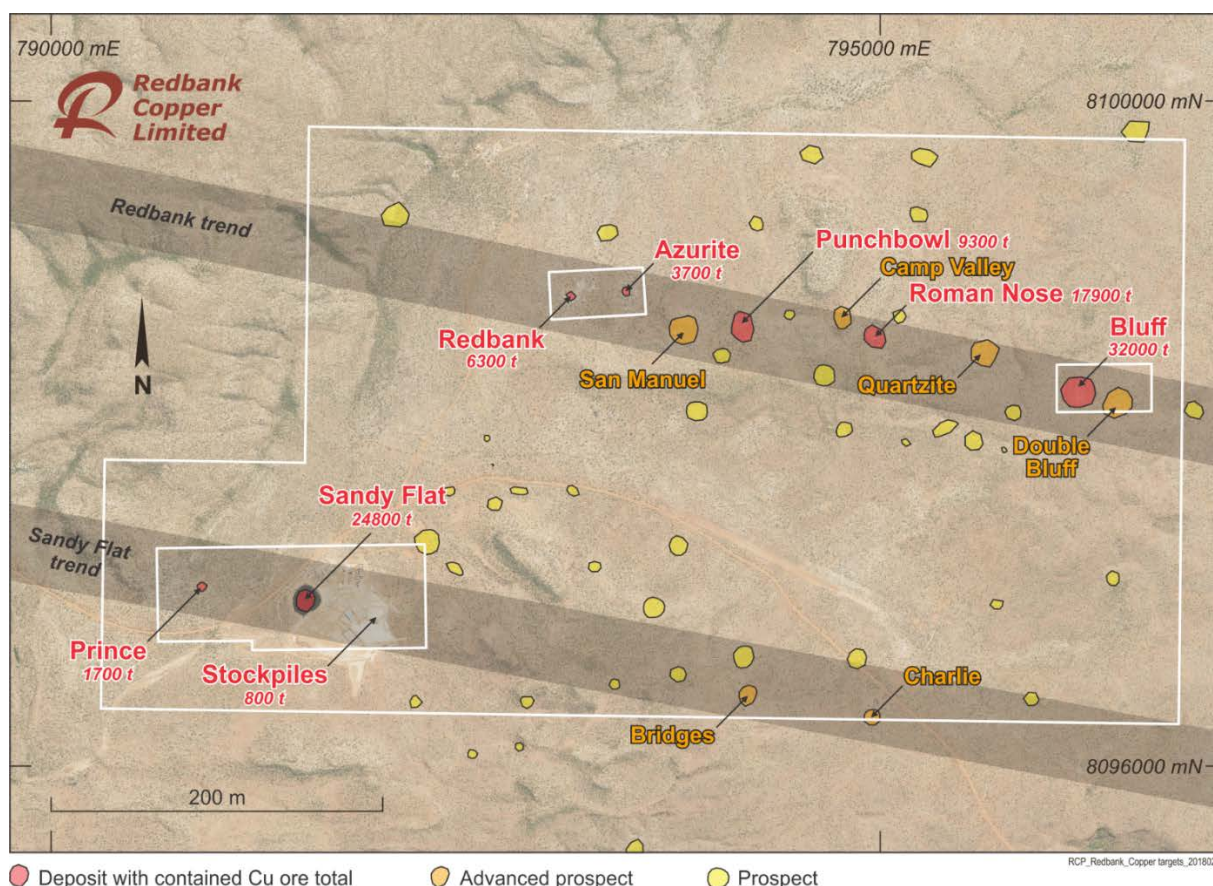 790000 mE
795000 mE
8100000 mN
Redbank
Copper
Limited
Redbank trend
Azurite
3700 t
Punchbowl 9300 t
Camp Valley
Roman Nose 17900 t
Bluff
32000 t
Redbank
6300 t
San Manuel
Quartzite
Double
Bluff
N
Sandy Flat
24800 t
Sandy Flat
trend
Prince
1700 t
Stockpiles
800 t
Charlie
Bridges
8096000 mN
200 m
RCP_Redbank_Copper targets_201802
Deposit with contained Cu ore total
Advanced prospect
Prospect